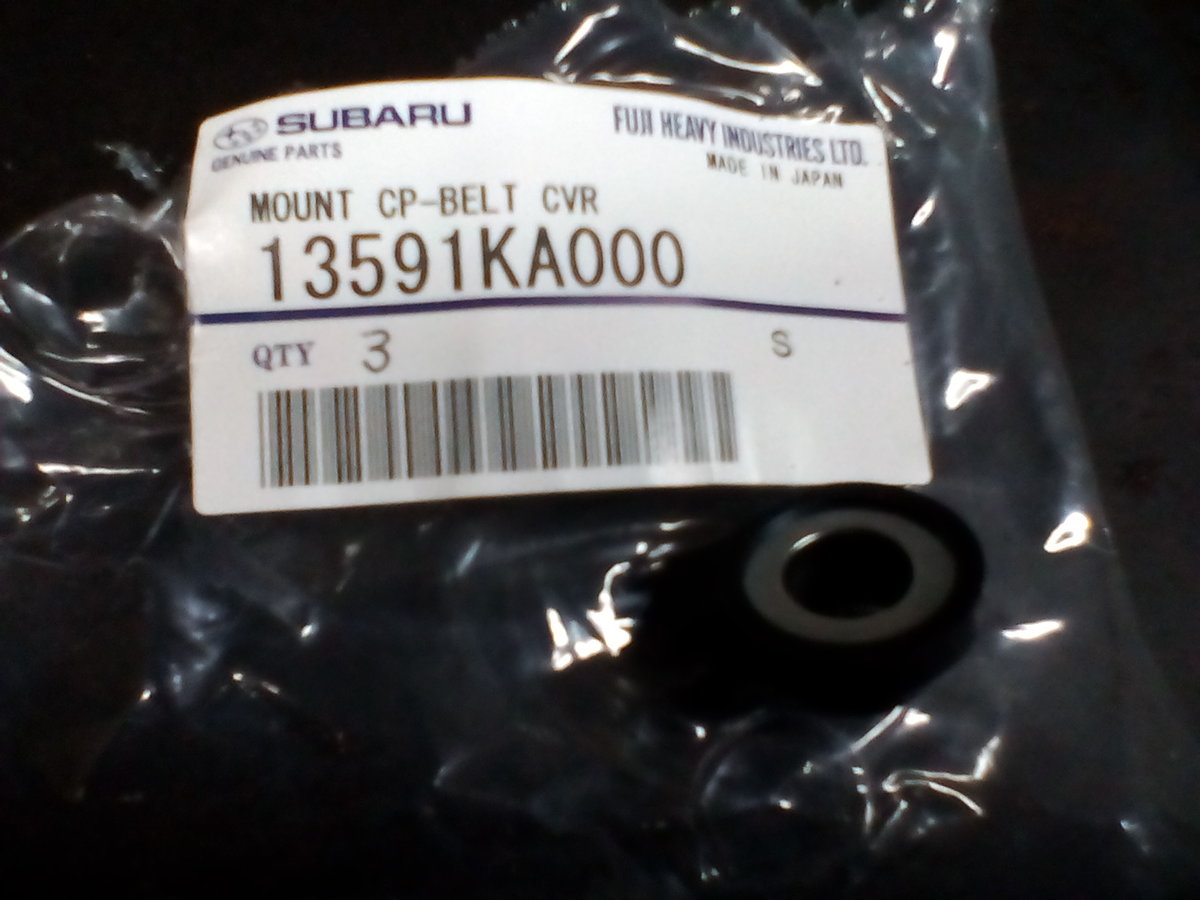 SUBARU
GENUINE PARTS
FUJI HEAVY INDUSTRIES LTD.
MADE IN JAPAN
MOUNT CP-BELT CVR
13591KA000
QTY 3 S